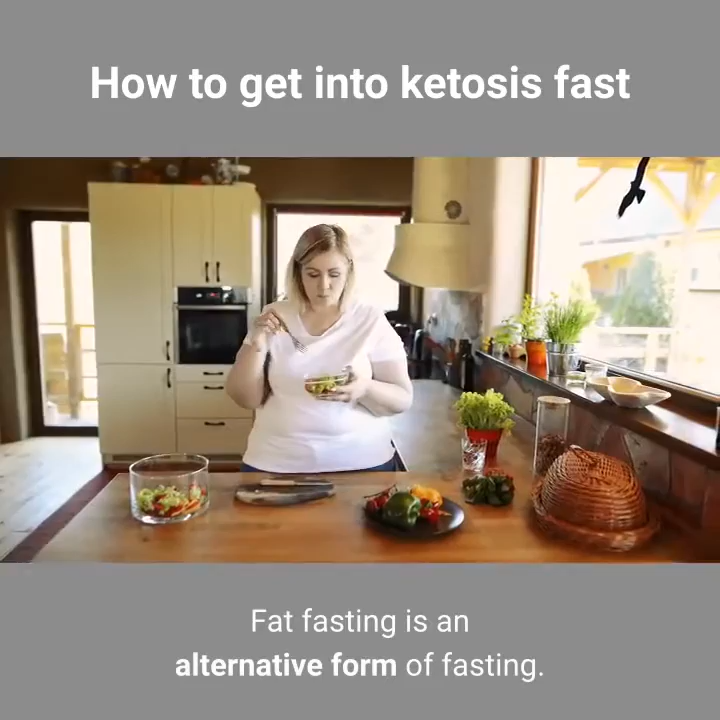 How to get into ketosis fast
Fat fasting is an
alternative form of fasting.